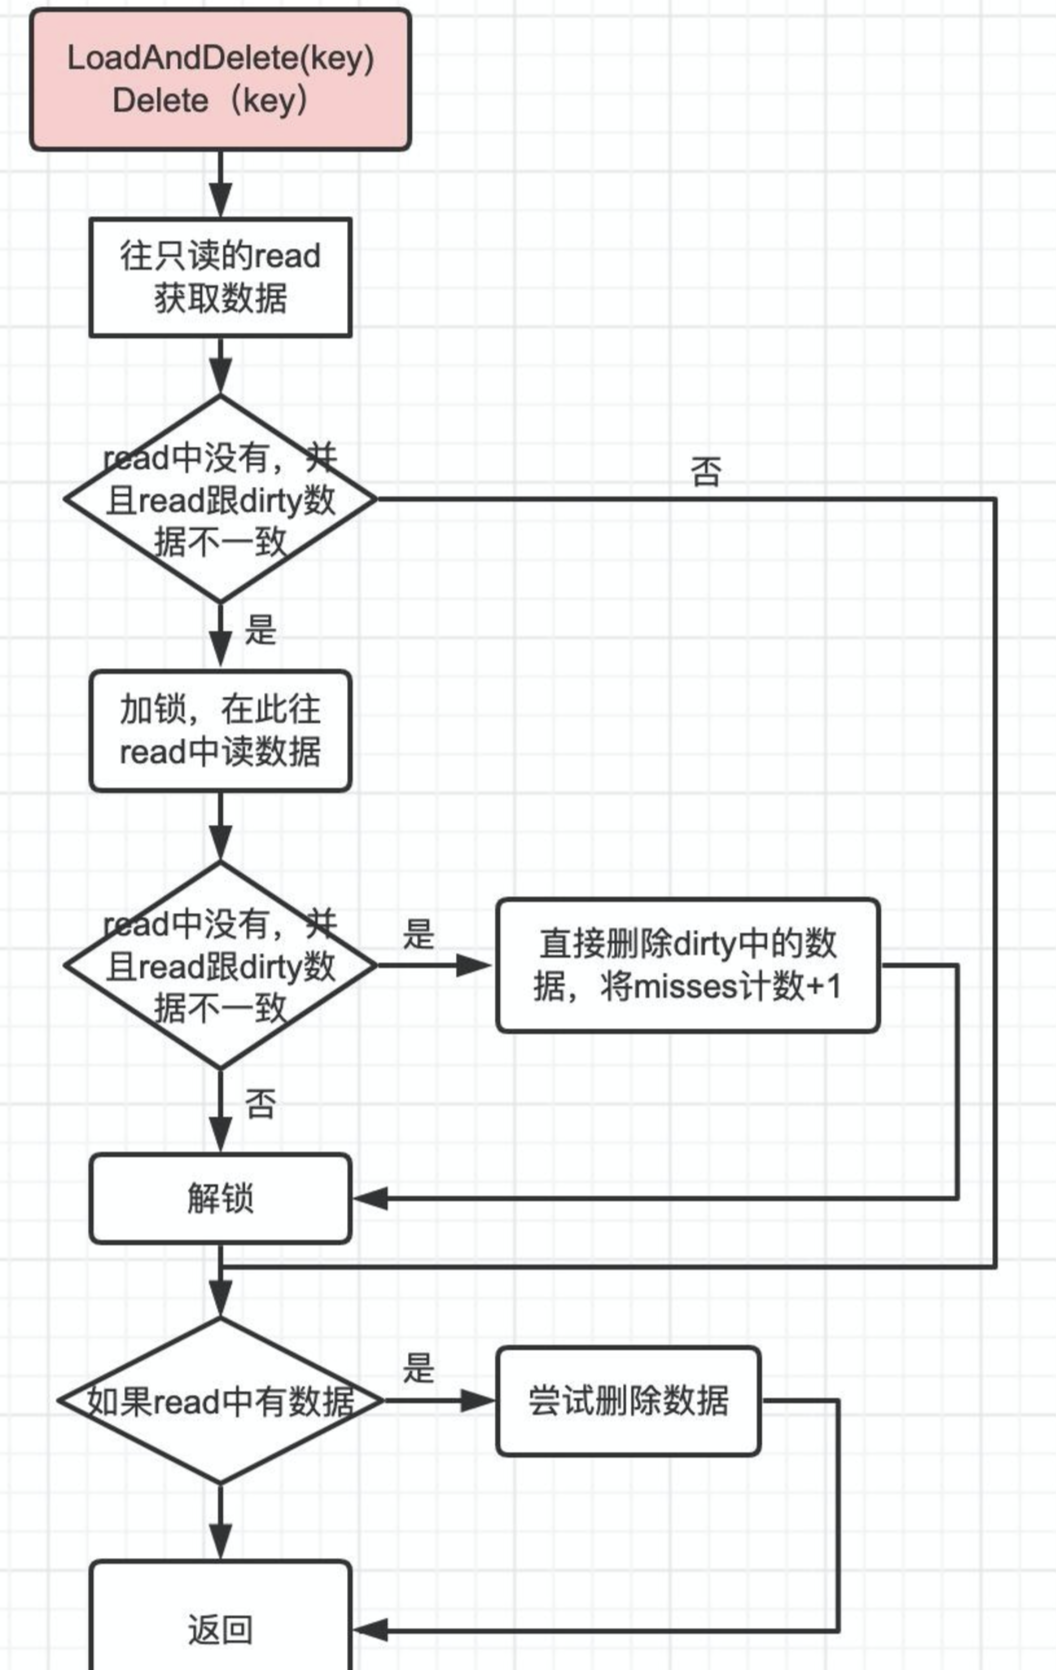 LoadAndDelete(key)
Delete（key）
往只读的read
获取数据
read中没有，并
且read跟dirty数
据不一致
否
是
加锁，在此往
read中读数据
read中没有，并
且read跟dirty数
据不一致
是
直接删除dirty中的数
据，将misses计数+1
否
解锁
如果read中有数据
是
尝试删除数据
返回